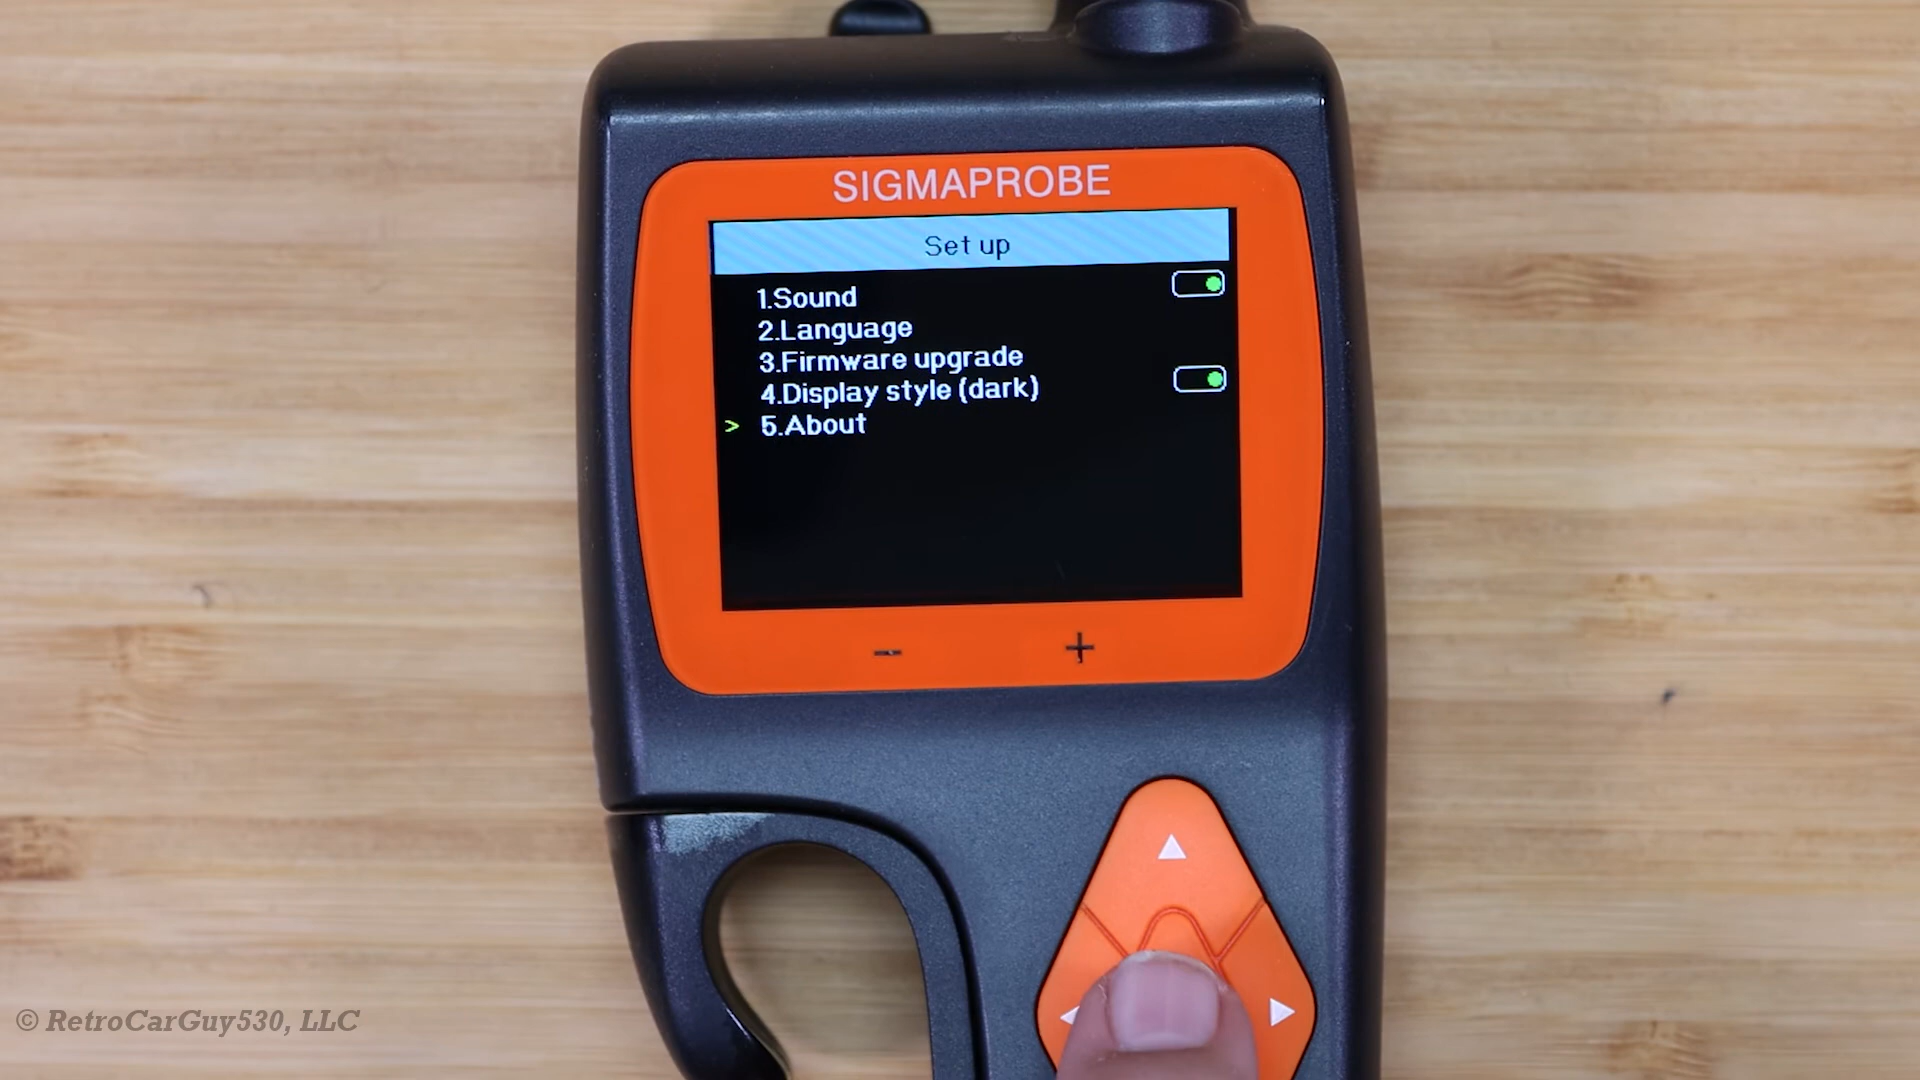 SIGMAPROBE
Set up
1.Sound
2.Language
3.Firmware upgrade
4.Display style (dark)
> 5.About
- +
© RetroCarGuy530, LLC